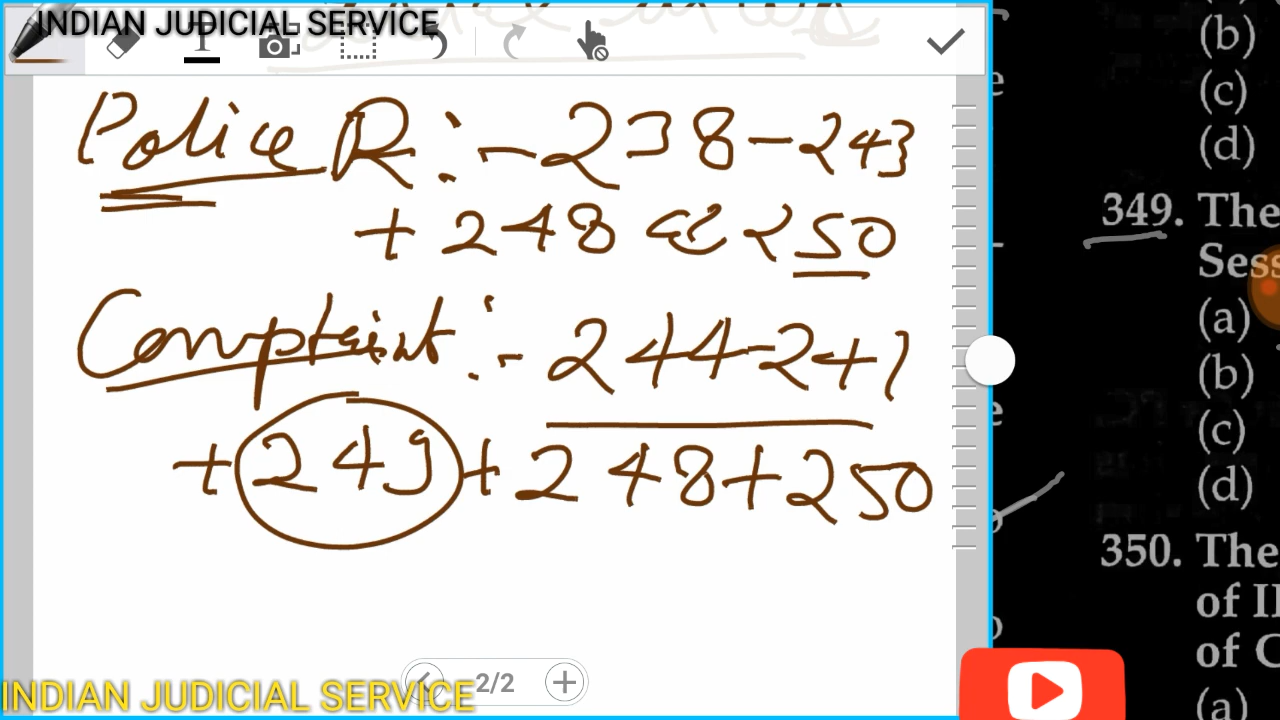 INDIAN JUDICIAL SERVICE
Police R :- 238-243
+ 248 & 250
Complaint :- 244-247
+ 249 + 248 + 250
2/2
INDIAN JUDICIAL SERVICE
(b)
(c)
(d)
349. The
Sess
(a)
(b)
(c)
(d)
350. The
of
of C
(a)